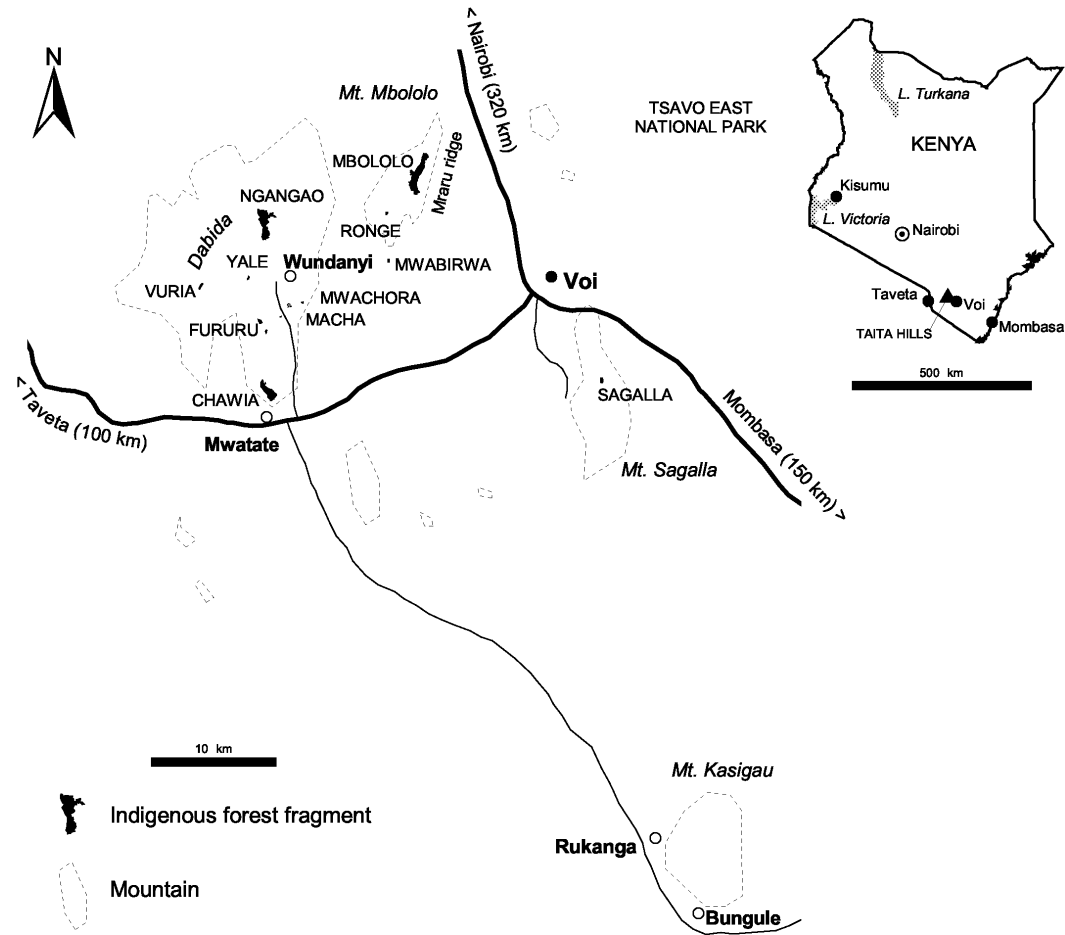 N
< Nairobi (320 km)
Mt. Mbololo
MBOLOLO
Mraru ridge
NGANGAO
Dabida
RONGE
YALE
Wundanyi
MWABIRWA
VURIA
MWACHORA
MACHA
FURURU
CHAWIA
Mwatate
< Taveta (100 km)
Voi
SAGALLA
Mt. Sagalla
Mombasa (150 km) >
TSAVO EAST
NATIONAL PARK
L. Turkana
KENYA
Kisumu
L. Victoria
Nairobi
Taveta
Voi
TAITA HILLS
Mombasa
500 km
10 km
Indigenous forest fragment
Mountain
Mt. Kasigau
Rukanga
Bungule